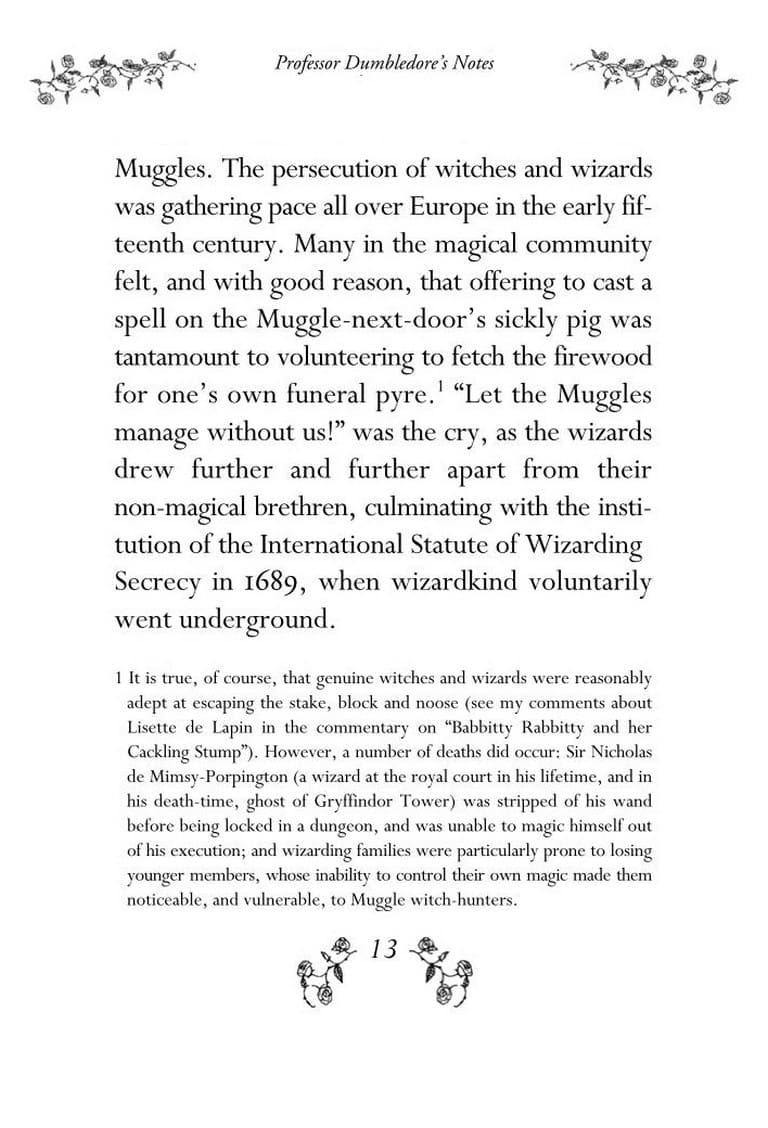 Professor Dumbledore's Notes
Muggles. The persecution of witches and wizards
was gathering pace all over Europe in the early fif-
teenth century. Many in the magical community
felt, and with good reason, that offering to cast a
spell on the Muggle-next-door's sickly pig was
tantamount to volunteering to fetch the firewood
for one's own funeral pyre.1 “Let the Muggles
manage without us!” was the cry, as the wizards
drew further and further apart from their
non-magical brethren, culminating with the insti-
tution of the International Statute of Wizarding
Secrecy in 1689, when wizardkind voluntarily
went underground.
1 It is true, of course, that genuine witches and wizards were reasonably
adept at escaping the stake, block and noose (see my comments about
Lisette de Lapin in the commentary on “Babbitty Rabbitty and her
Cackling Stump”). However, a number of deaths did occur: Sir Nicholas
de Mimsy-Porpington (a wizard at the royal court in his lifetime, and in
his death-time, ghost of Gryffindor Tower) was stripped of his wand
before being locked in a dungeon, and was unable to magic himself out
of his execution; and wizarding families were particularly prone to losing
younger members, whose inability to control their own magic made them
noticeable, and vulnerable, to Muggle witch-hunters.
13